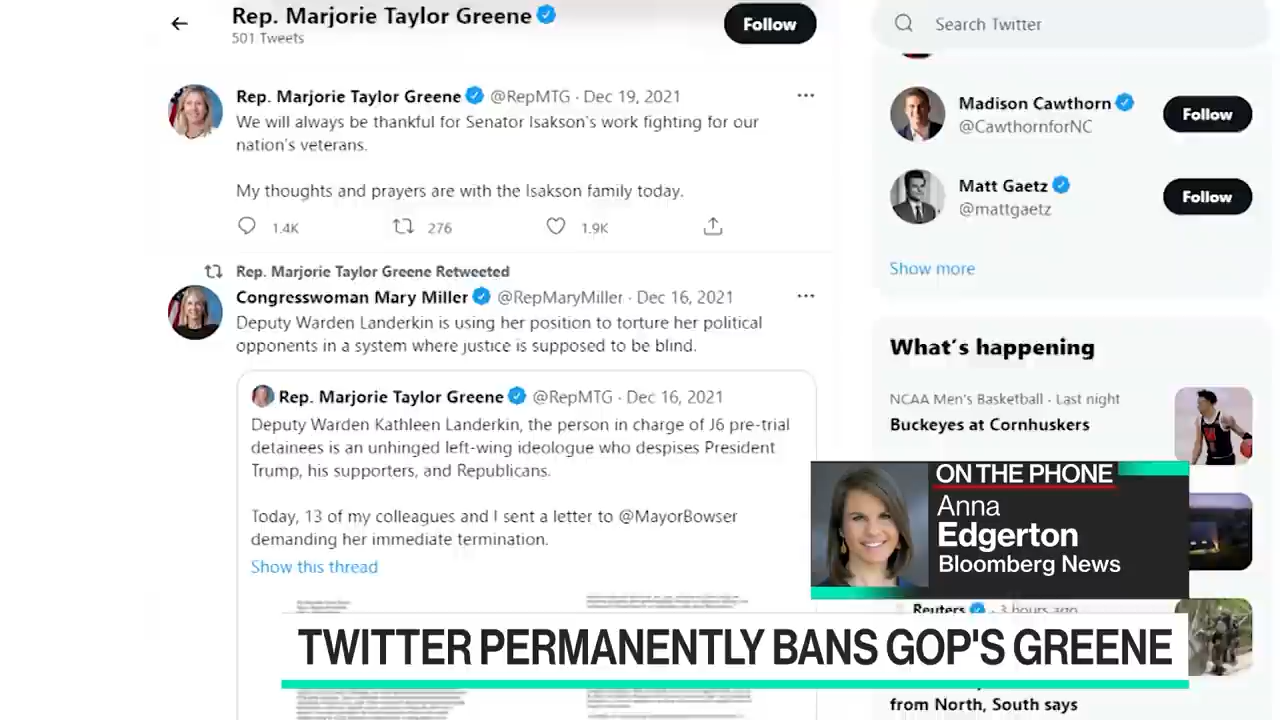 Rep. Marjorie Taylor Greene
501 Tweets
Follow
Rep. Marjorie Taylor Greene @RepMTG · Dec 19, 2021
We will always be thankful for Senator Isakson's work fighting for our
nation's veterans.
My thoughts and prayers are with the Isakson family today.
1.4K 276 1.9K
Rep. Marjorie Taylor Greene Retweeted
Congresswoman Mary Miller @RepMaryMiller · Dec 16, 2021
Deputy Warden Landerkin is using her position to torture her political
opponents in a system where justice is supposed to be blind.
Rep. Marjorie Taylor Greene @RepMTG · Dec 16, 2021
Deputy Warden Kathleen Landerkin, the person in charge of J6 pre-trial
detainees is an unhinged left-wing ideologue who despises President
Trump, his supporters, and Republicans.
Today, 13 of my colleagues and I sent a letter to @MayorBowser
demanding her immediate termination.
Show this thread
Search Twitter
Madison Cawthorn
@CawthornforNC
Follow
Matt Gaetz
@mattgaetz
Follow
Show more
What's happening
NCAA Men's Basketball · Last night
Buckeyes at Cornhuskers
ON THE PHONE
Anna
Edgerton
Bloomberg News
Reuters · 3 hours ago
TWITTER PERMANENTLY BANS GOP'S GREENE
from North, South says